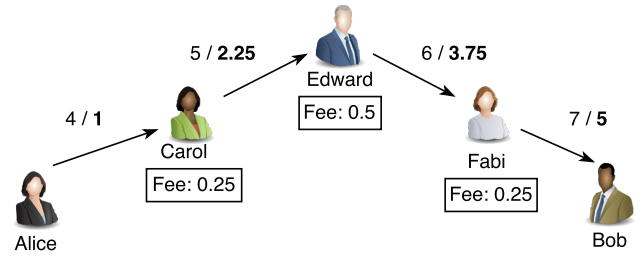 5 / 2.25
6 / 3.75
Edward
Fee: 0.5
4 / 1
7 / 5
Carol
Fee: 0.25
Fabi
Fee: 0.25
Alice
Bob